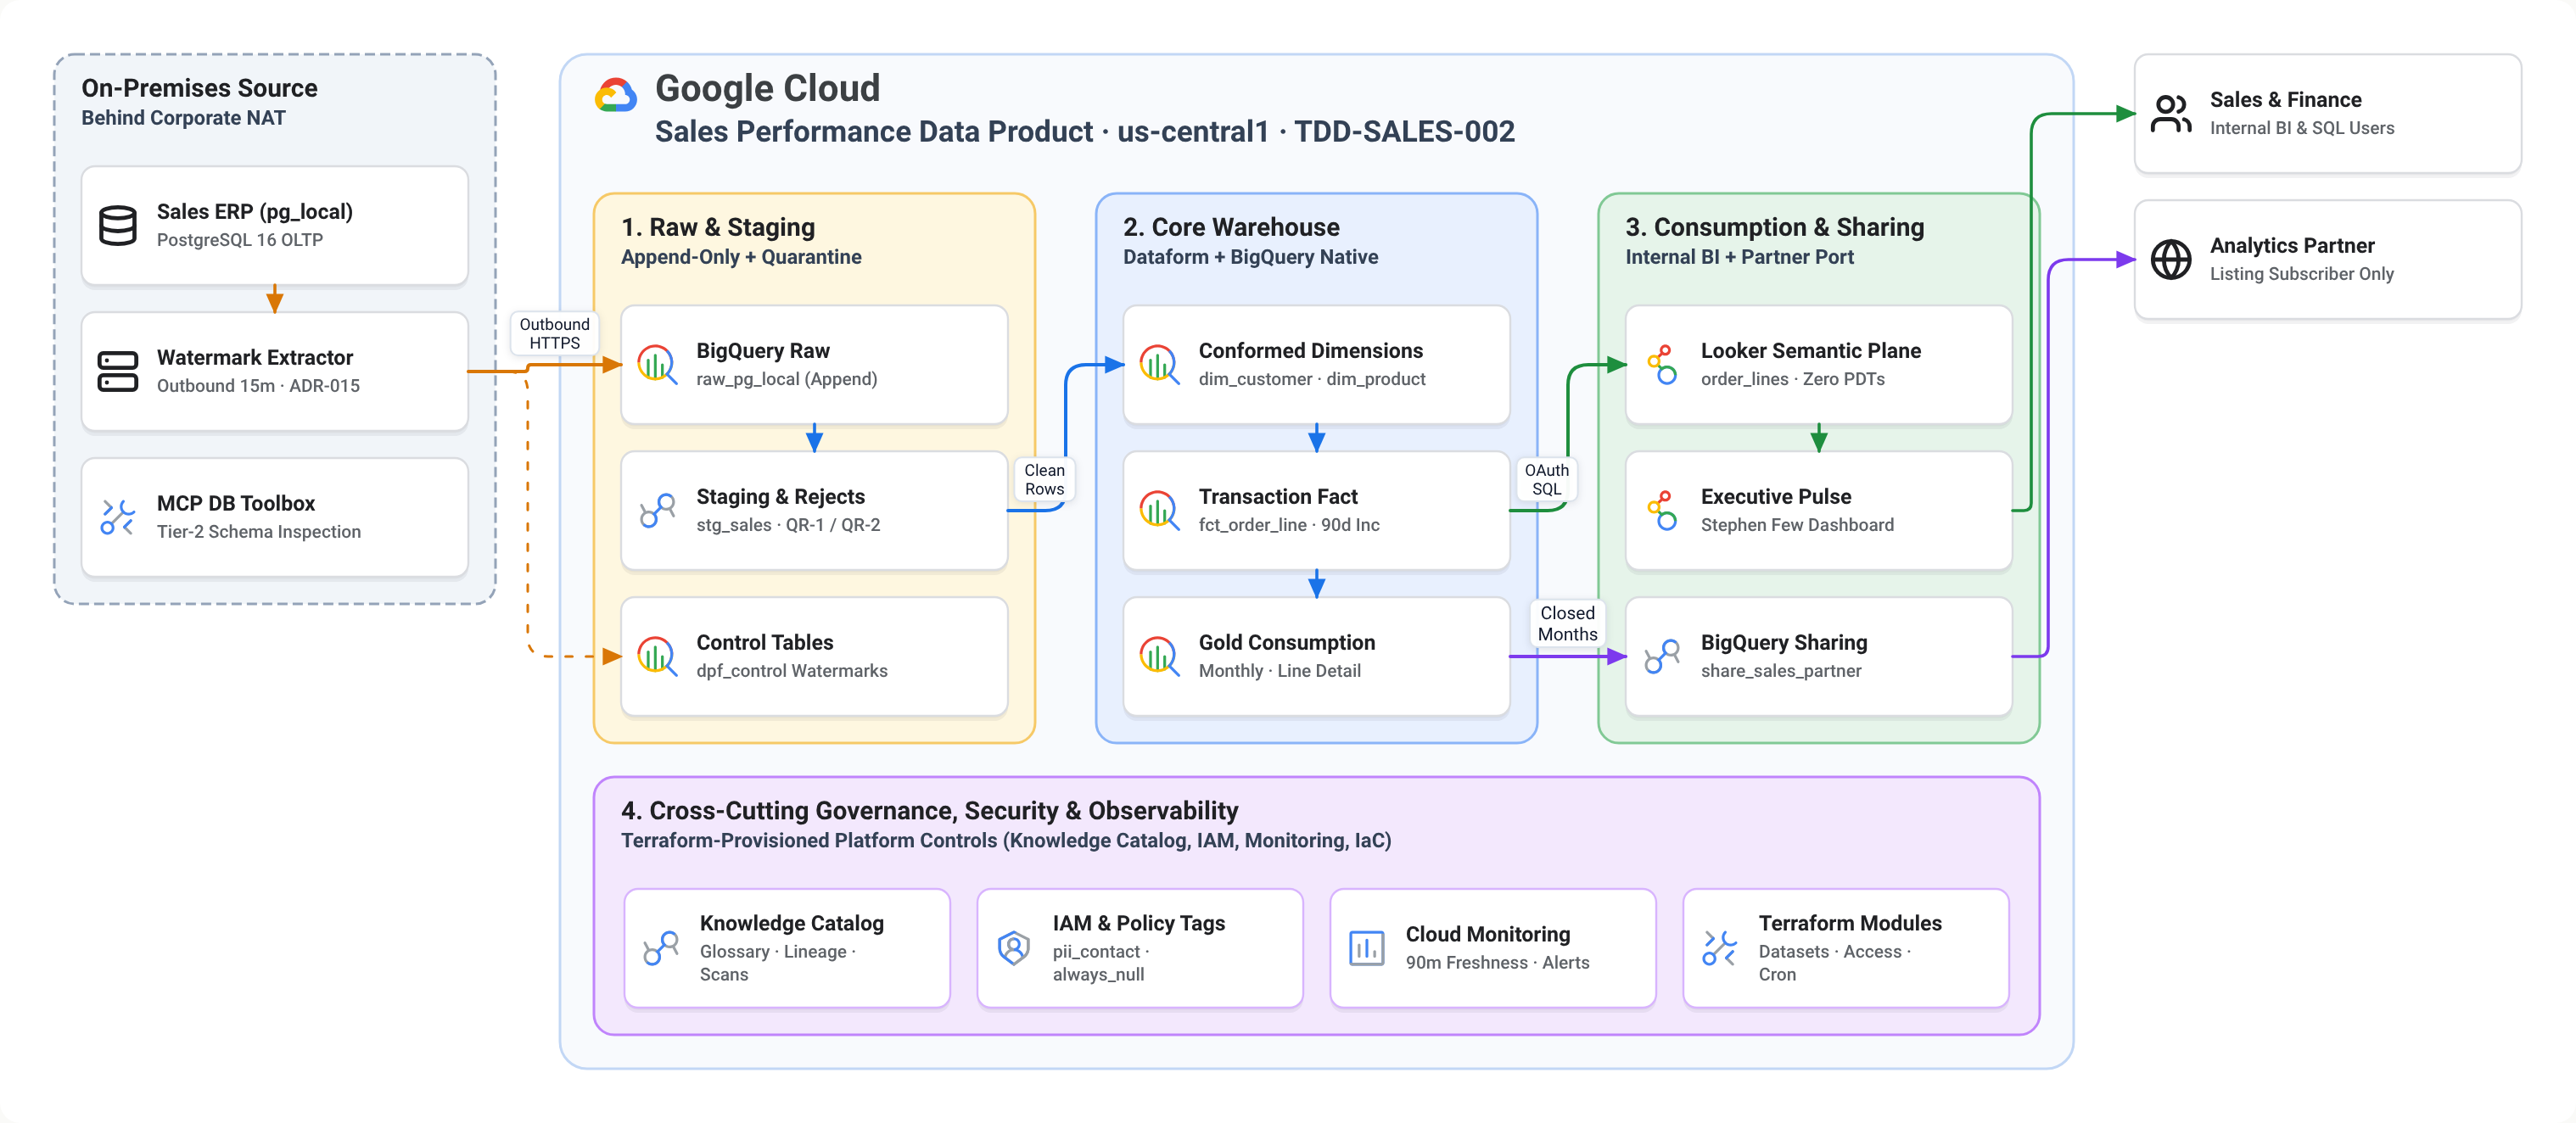 On-Premises Source
Behind Corporate NAT
Sales ERP (pg_local)
PostgreSQL 16 OLTP
Watermark Extractor
Outbound 15m · ADR-015
MCP DB Toolbox
Tier-2 Schema Inspection
Outbound
HTTPS
Google Cloud
Sales Performance Data Product · us-central1 · TDD-SALES-002
1. Raw & Staging
Append-Only + Quarantine
BigQuery Raw
raw_pg_local (Append)
Staging & Rejects
stg_sales · QR-1 / QR-2
Control Tables
dpf_control Watermarks
Clean
Rows
2. Core Warehouse
Dataform + BigQuery Native
Conformed Dimensions
dim_customer · dim_product
Transaction Fact
fct_order_line · 90d Inc
Gold Consumption
Monthly · Line Detail
OAuth
SQL
Closed
Months
3. Consumption & Sharing
Internal BI + Partner Port
Looker Semantic Plane
order_lines · Zero PDTs
Executive Pulse
Stephen Few Dashboard
BigQuery Sharing
share_sales_partner
Sales & Finance
Internal BI & SQL Users
Analytics Partner
Listing Subscriber Only
4. Cross-Cutting Governance, Security & Observability
Terraform-Provisioned Platform Controls (Knowledge Catalog, IAM, Monitoring, IaC)
Knowledge Catalog
Glossary · Lineage ·
Scans
IAM & Policy Tags
pii_contact ·
always_null
Cloud Monitoring
90m Freshness · Alerts
Terraform Modules
Datasets · Access ·
Cron